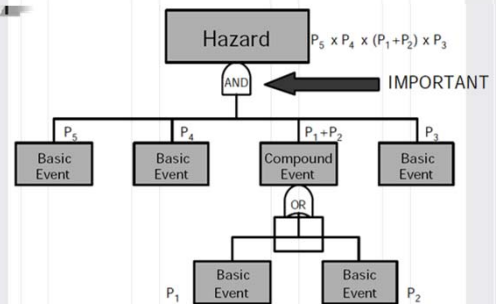 Hazard
P₅ x P₄ x (P₁+P₂) x P₃
AND
IMPORTANT
P₅
P₄
P₁+P₂
P₃
Basic
Event
Basic
Event
Compound
Event
Basic
Event
OR
Basic
Event
Basic
Event
P₁
P₂